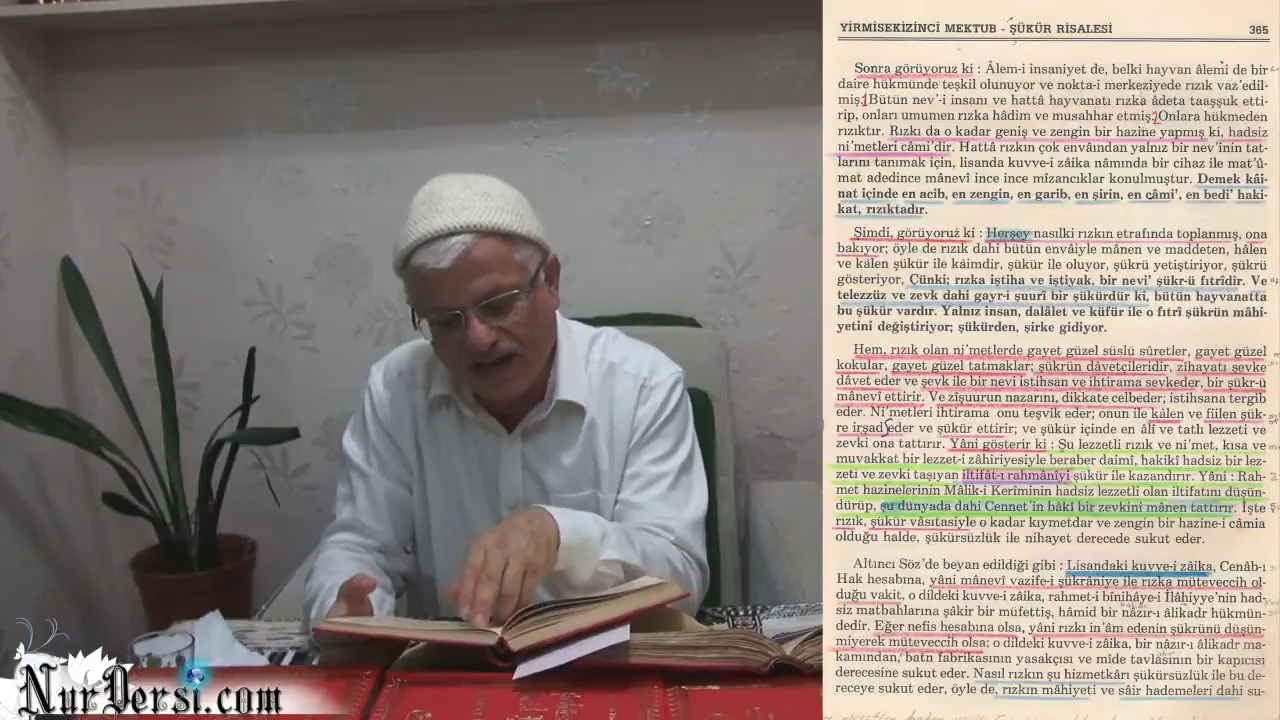 YİRMİSEKİZİNCİ MEKTUB - ŞÜKÜR RİSALESİ 365
Sonra görüyoruz ki : Âlem-i insaniyet de, belki hayvan âlemi de bir
daire hükmünde teşkil olunuyor ve nokta-i merkeziyede rızık vaz'edil-
miş. Bütün nev'-i insanı ve hattâ hayvanatı rızka âdeta taaşşuk etti-
rip, onları umumen rızka hâdim ve musahhar etmiş. Onlara hükmeden
rızıktır. Rızkı da o kadar geniş ve zengin bir hazine yapmış ki, hadsiz
ni'metleri câmi'dir. Hattâ rızkın çok envâından yalnız bir nev'inin tat-
larını tanımak için, lisanda kuvve-i zâika nâmında bir cihaz ile mat'û-
mat adedince mânevî ince ince mîzancıklar konulmuştur. Demek kâi-
nat içinde en acib, en zengin, en garib, en şirin, en câmi', en bedi' haki-
kat, rızıktadır.
Şimdi, görüyoruz ki : Herşey nasılki rızkın etrafında toplanmış, ona
bakıyor; öyle de rızık dahi bütün envâiyle mânen ve maddeten, hâlen
ve kâlen şükür ile kâimdir, şükür ile oluyor, şükrü yetiştiriyor, şükrü
gösteriyor, Çünki; rızka iştiha ve iştiyak, bir nevi' şükr-ü fıtrîdir. Ve
telezzüz ve zevk dahi gayr-i şuurî bir şükürdür ki, bütün hayvanatta
bu şükür vardır. Yalnız insan, dalâlet ve küfür ile o fıtrî şükrün mâhi-
yetini değiştiriyor; şükürden, şirke gidiyor.
Hem, rızık olan ni'metlerde gayet güzel süslü sûretler, gayet güzel
kokular, gayet güzel tatmaklar; şükrün dâvetçileridir, zîhayatı şevke
dâvet eder ve şevk ile bir nevi istihsan ve ihtirama sevkeder, bir şükr-ü
mânevî ettirir. Ve zîşuurun nazarını, dikkate celbeder; istihsana tergib
eder. Ni'metleri ihtirama onu teşvik eder; onun ile kâlen ve fiilen şük-
re irşad eder ve şükür ettirir; ve şükür içinde en âlî ve tatlı lezzeti ve
zevki ona tattırır. Yâni gösterir ki : Şu lezzetli rızık ve ni'met, kısa ve
muvakkat bir lezzet-i zâhiriyesiyle beraber daimî, hakikî hadsiz bir lez-
zeti ve zevki taşıyan iltifât-ı rahmânîyi şükür ile kazandırır. Yâni : Rah-
met hazinelerinin Mâlik-i Kerîminin hadsiz lezzetli olan iltifatını düşün-
dürüp, şu dünyada dahi Cennet'in bâki bir zevkini mânen tattırır. İşte
rızık, şükür vâsıtasiyle o kadar kıymetdar ve zengin bir hazine-i câmia
olduğu halde, şükürsüzlük ile nihayet derecede sukut eder.
Altıncı Söz'de beyan edildiği gibi : Lisandaki kuvve-i zâika, Cenâb-ı
Hak hesabına, yâni mânevî vazife-i şükrâniye ile rızka müteveccih ol-
duğu vakit, o dildeki kuvve-i zâika, rahmet-i bînihâye-i İlâhiyye'nin had-
siz matbahlarına şâkir bir müfettiş, hâmid bir nâzır-ı âlikadr hükmün-
dedir. Eğer nefis hesabına olsa, yâni rızkı in'âm edenin şükrünü düşün-
miyerek müteveccih olsa; o dildeki kuvve-i zâika, bir nâzır-ı âlikadr ma-
kamından, batn fabrikasının yasakçısı ve mide tavlasının bir kapıcısı
derecesine sukut eder. Nasıl rızkın şu hizmetkârı şükürsüzlük ile bu de-
receye sukut eder, öyle de, rızkın mâhiyeti ve sâir hademeleri dahi su-
NurDersi.com